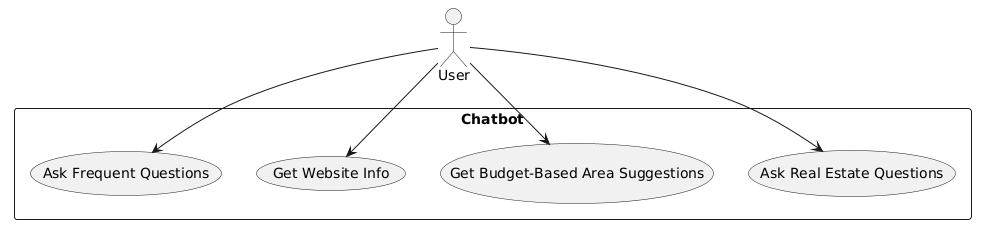 User
Chatbot
Ask Frequent Questions
Get Website Info
Get Budget-Based Area Suggestions
Ask Real Estate Questions